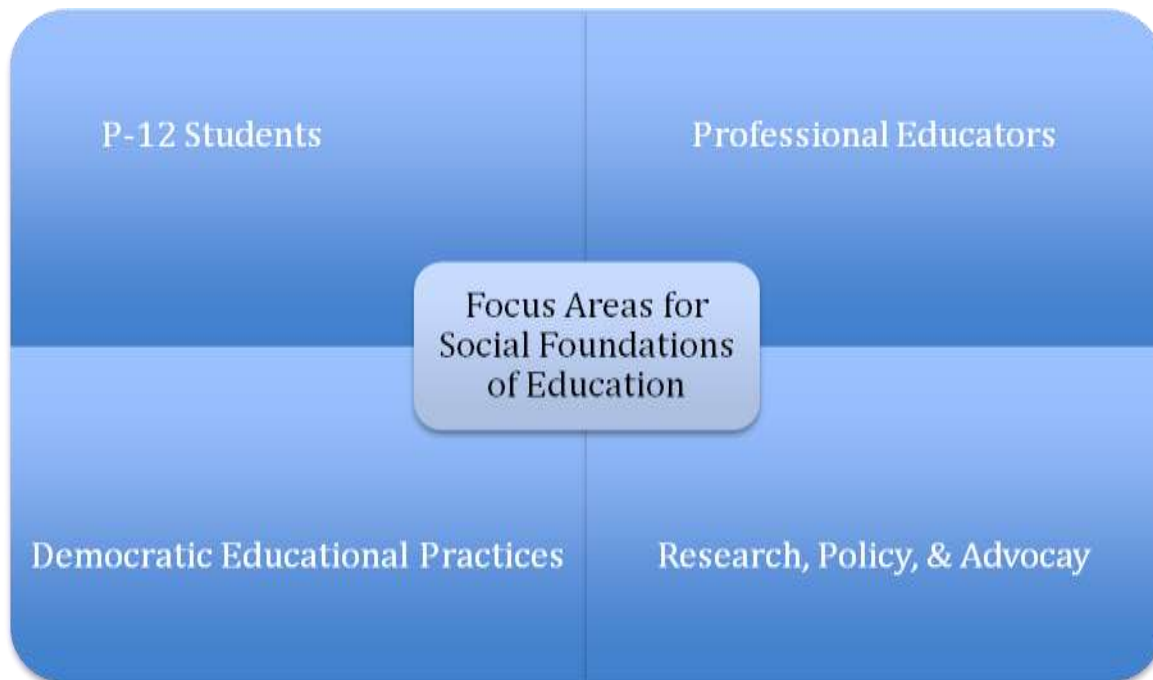 P-12 Students
Professional Educators
Focus Areas for
Social Foundations
of Education
Democratic Educational Practices
Research, Policy, & Advocay